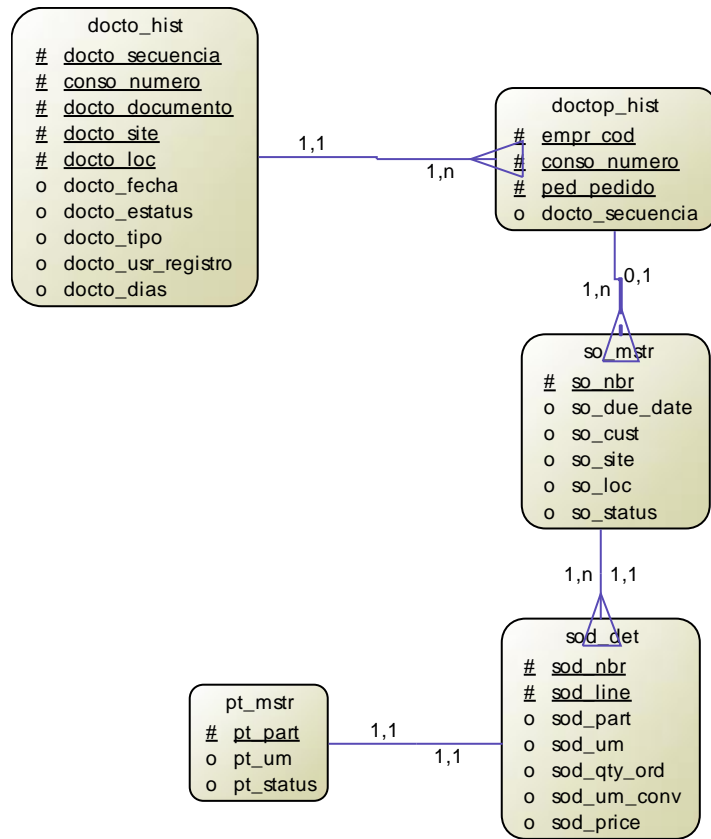 docto_hist
# docto_secuencia
# conso_numero
# docto_documento
# docto_site
# docto_loc
o docto_fecha
o docto_estatus
o docto_tipo
o docto_usr_registro
o docto_dias
1,1
1,n
doctop_hist
# empr_cod
# conso_numero
# ped_pedido
o docto_secuencia
0,1
1,n
so_mstr
# so_nbr
o so_due_date
o so_cust
o so_site
o so_loc
o so_status
1,n 1,1
sod_det
# sod_nbr
# sod_line
o sod_part
o sod_um
o sod_qty_ord
o sod_um_conv
o sod_price
pt_mstr
# pt_part
o pt_um
o pt_status
1,1
1,1